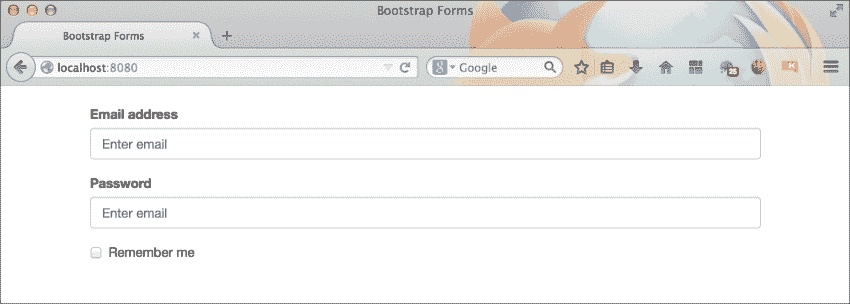 Bootstrap Forms
Bootstrap Forms
localhost:8080
Google
Email address
Enter email
Password
Enter email
Remember me